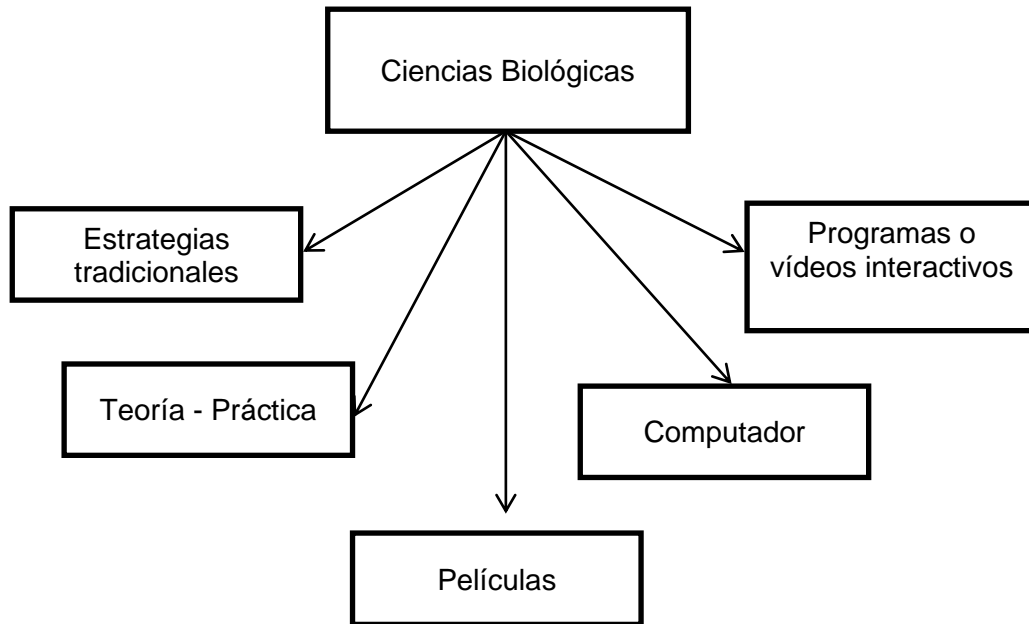 Ciencias Biológicas
Estrategias
tradicionales
Programas o
vídeos interactivos
Teoría - Práctica
Computador
Películas